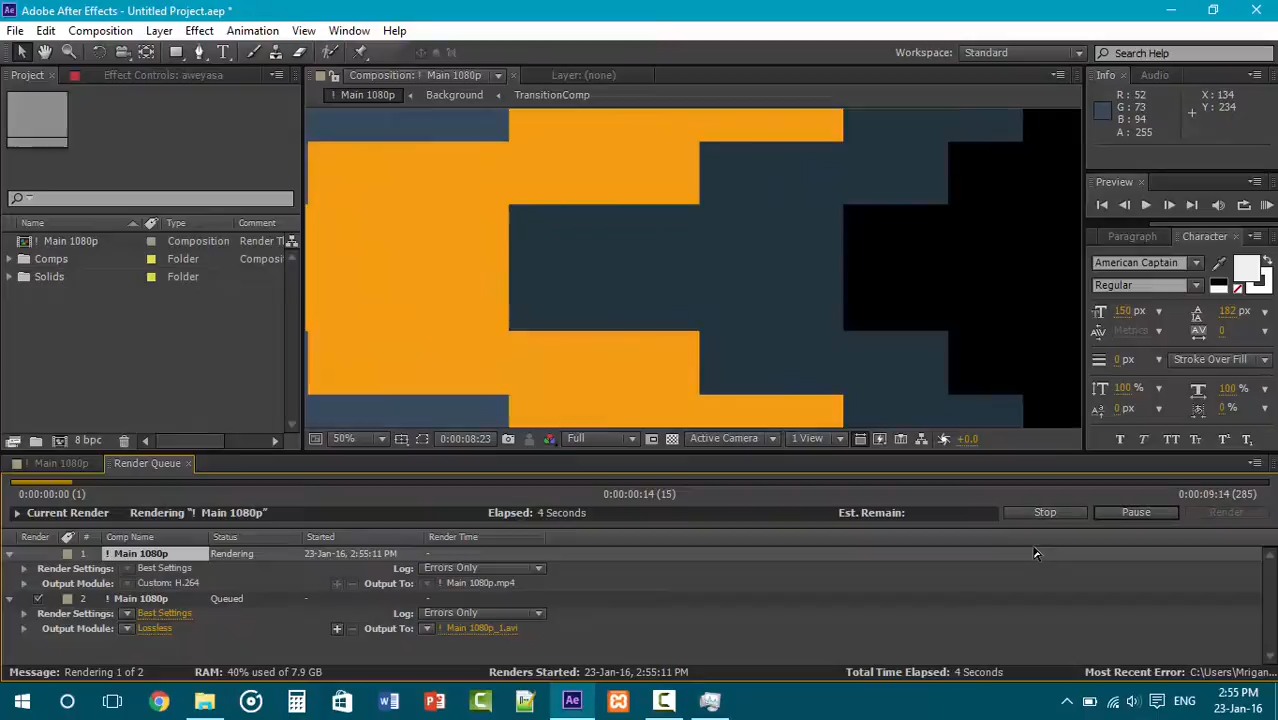 Adobe After Effects - Untitled Project.aep *
File Edit Composition Layer Effect Animation View Window Help
Workspace: Standard Search Help
Project Effect Controls: aweyasa
Composition: ! Main 1080p Layer: (none)
Info Audio
! Main 1080p Background TransitionComp
R: 52 X: 134
G: 73 Y: 234
B: 94
A: 255
Preview
Name Type Comment
! Main 1080p Composition Render T
Comps Folder Composi
Solids Folder
Paragraph Character
American Captain
Regular
150 px 182 px
Metrics 0
0 px Stroke Over Fill
100 % 100 %
0 px 0 %
T T TT Tr T¹ T₁
8 bpc
50% 0:00:08:23 Full Active Camera 1 View +0.0
! Main 1080p Render Queue
0:00:00:00 (1) 0:00:00:14 (15) 0:00:09:14 (285)
Current Render Rendering "! Main 1080p" Elapsed: 4 Seconds Est. Remain: Stop Pause Render
Render # Comp Name Status Started Render Time
1 ! Main 1080p Rendering 23-Jan-16, 2:55:11 PM -
Render Settings: Best Settings Log: Errors Only
Output Module: Custom: H.264 Output To: ! Main 1080p.mp4
2 ! Main 1080p Queued - -
Render Settings: Best Settings Log: Errors Only
Output Module: Lossless Output To: ! Main 1080p_1.avi
Message: Rendering 1 of 2 RAM: 40% used of 7.9 GB Renders Started: 23-Jan-16, 2:55:11 PM Total Time Elapsed: 4 Seconds Most Recent Error: C:\Users\Mrigan...
ENG 2:55 PM
23-Jan-16